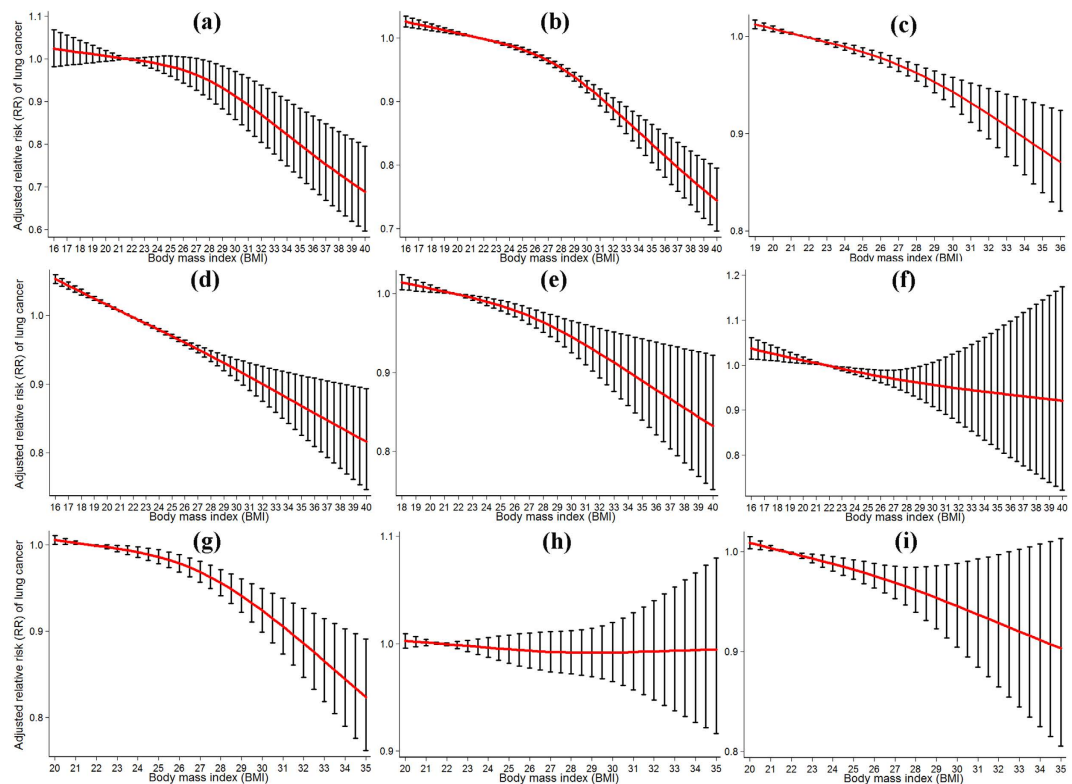 (a)
Adjusted relative risk (RR) of lung cancer
1.1
1.0
0.9
0.8
0.7
0.6
16 17 18 19 20 21 22 23 24 25 26 27 28 29 30 31 32 33 34 35 36 37 38 39 40
Body mass index (BMI)
(b)
1.0
0.9
0.8
0.7
16 17 18 19 20 21 22 23 24 25 26 27 28 29 30 31 32 33 34 35 36 37 38 39 40
Body mass index (BMI)
(c)
1.0
0.9
0.8
19 20 21 22 23 24 25 26 27 28 29 30 31 32 33 34 35 36
Body mass index (BMI)
(d)
Adjusted relative risk (RR) of lung cancer
1.0
0.9
0.8
16 17 18 19 20 21 22 23 24 25 26 27 28 29 30 31 32 33 34 35 36 37 38 39 40
Body mass index (BMI)
(e)
1.0
0.9
0.8
18 19 20 21 22 23 24 25 26 27 28 29 30 31 32 33 34 35 36 37 38 39 40
Body mass index (BMI)
(f)
1.2
1.1
1.0
0.9
0.8
16 17 18 19 20 21 22 23 24 25 26 27 28 29 30 31 32 33 34 35 36 37 38 39 40
Body mass index (BMI)
(g)
Adjusted relative risk (RR) of lung cancer
1.0
0.9
0.8
20 21 22 23 24 25 26 27 28 29 30 31 32 33 34 35
Body mass index (BMI)
(h)
1.1
1.0
0.9
20 21 22 23 24 25 26 27 28 29 30 31 32 33 34 35
Body mass index (BMI)
(i)
1.0
0.9
0.8
20 21 22 23 24 25 26 27 28 29 30 31 32 33 34 35
Body mass index (BMI)